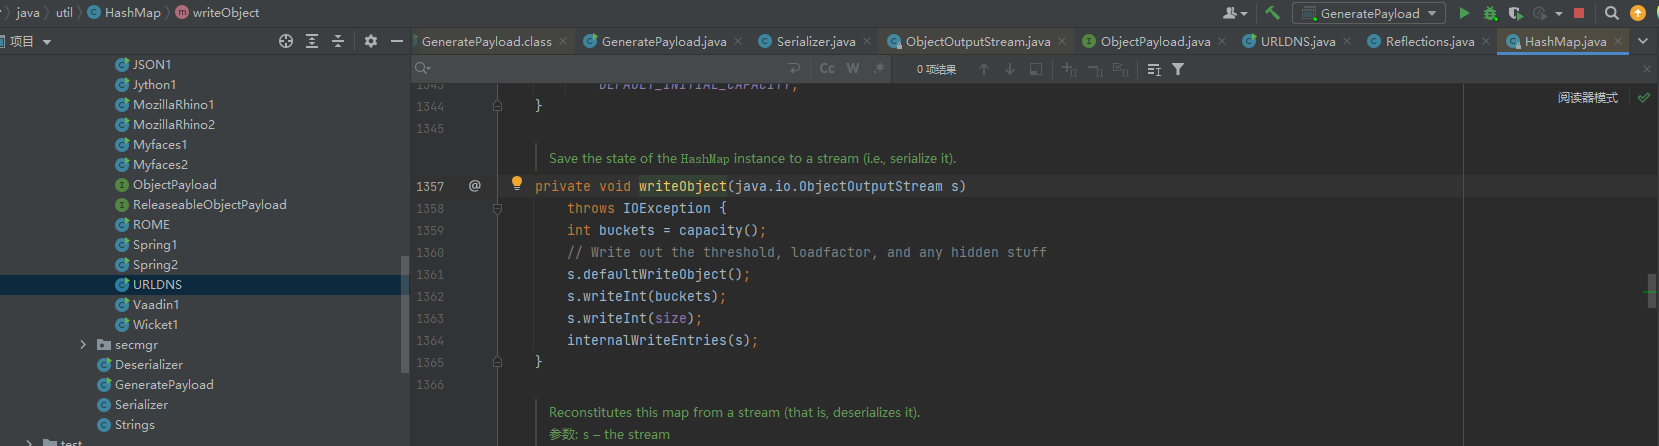 java util HashMap writeObject
GeneratePayload
项目
GeneratePayload.class GeneratePayload.java Serializer.java ObjectOutputStream.java ObjectPayload.java URLDNS.java Reflections.java HashMap.java
Cc W .* 0 项结果
阅读器模式
JSON1
Jython1
MozillaRhino1
MozillaRhino2
Myfaces1
Myfaces2
ObjectPayload
ReleaseableObjectPayload
ROME
Spring1
Spring2
URLDNS
Vaadin1
Wicket1
secmgr
Deserializer
GeneratePayload
Serializer
Strings
test
1343 DEFAULT_INITIAL_CAPACITY;
1344 }
1345
Save the state of the HashMap instance to a stream (i.e., serialize it).
1357 @ private void writeObject(java.io.ObjectOutputStream s)
1358 throws IOException {
1359 int buckets = capacity();
1360 // Write out the threshold, loadfactor, and any hidden stuff
1361 s.defaultWriteObject();
1362 s.writeInt(buckets);
1363 s.writeInt(size);
1364 internalWriteEntries(s);
1365 }
1366
Reconstitutes this map from a stream (that is, deserializes it).
参数: s – the stream